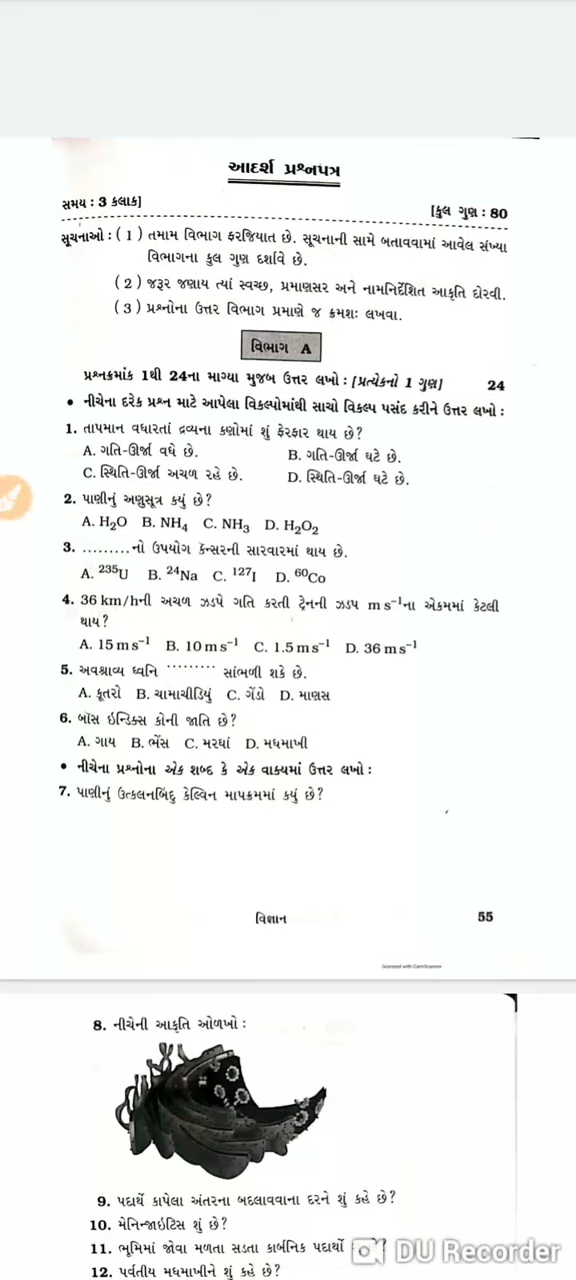 આદર્શ પ્રશ્નપત્ર
સમય : 3 કલાક]
[કુલ ગુણ : 80
સૂચનાઓ : (1) તમામ વિભાગ ફરજિયાત છે. સૂચનાની સામે બતાવવામાં આવેલ સંખ્યા
વિભાગના કુલ ગુણ દર્શાવે છે.
(2) જરૂર જણાય ત્યાં સ્વચ્છ, પ્રમાણસર અને નામનિર્દેશિત આકૃતિ દોરવી.
(3) પ્રશ્નોના ઉત્તર વિભાગ પ્રમાણે જ ક્રમશઃ લખવા.
વિભાગ A
પ્રશ્નક્રમાંક 1થી 24ના માગ્યા મુજબ ઉત્તર લખો : [પ્રત્યેકનો 1 ગુણ] 24
• નીચેના દરેક પ્રશ્ન માટે આપેલા વિકલ્પોમાંથી સાચો વિકલ્પ પસંદ કરીને ઉત્તર લખો :
1. તાપમાન વધારતાં દ્રવ્યના કણોમાં શું ફેરફાર થાય છે?
A. ગતિ-ઊર્જા વધે છે. B. ગતિ-ઊર્જા ઘટે છે.
C. સ્થિતિ-ઊર્જા અચળ રહે છે. D. સ્થિતિ-ઊર્જા ઘટે છે.
2. પાણીનું અણુસૂત્ર કયું છે?
A. H₂O B. NH₄ C. NH₃ D. H₂O₂
3. .........નો ઉપયોગ કૅન્સરની સારવારમાં થાય છે.
A. ²³⁵U B. ²⁴Na C. ¹²⁷I D. ⁶⁰Co
4. 36 km/hની અચળ ઝડપે ગતિ કરતી ટ્રેનની ઝડપ m s⁻¹ના એકમમાં કેટલી
થાય?
A. 15 m s⁻¹ B. 10 m s⁻¹ C. 1.5 m s⁻¹ D. 36 m s⁻¹
5. અવશ્રાવ્ય ધ્વનિ ......... સાંભળી શકે છે.
A. કૂતરો B. ચામાચીડિયું C. ગેંડો D. માણસ
6. બૉસ ઇન્ડિક્સ કોની જાતિ છે?
A. ગાય B. ભેંસ C. મરઘાં D. મધમાખી
• નીચેના પ્રશ્નોના એક શબ્દ કે એક વાક્યમાં ઉત્તર લખો :
7. પાણીનું ઉત્કલનબિંદુ કેલ્વિન માપક્રમમાં કયું છે?
વિજ્ઞાન 55
Scanned with CamScanner
8. નીચેની આકૃતિ ઓળખો :
9. પદાર્થે કાપેલા અંતરના બદલાવવાના દરને શું કહે છે?
10. મેનિન્જાઇટિસ શું છે?
11. ભૂમિમાં જોવા મળતા સડતા કાર્બનિક પદાર્થો
DU Recorder
12. પર્વતીય મધમાખીને શું કહે છે?